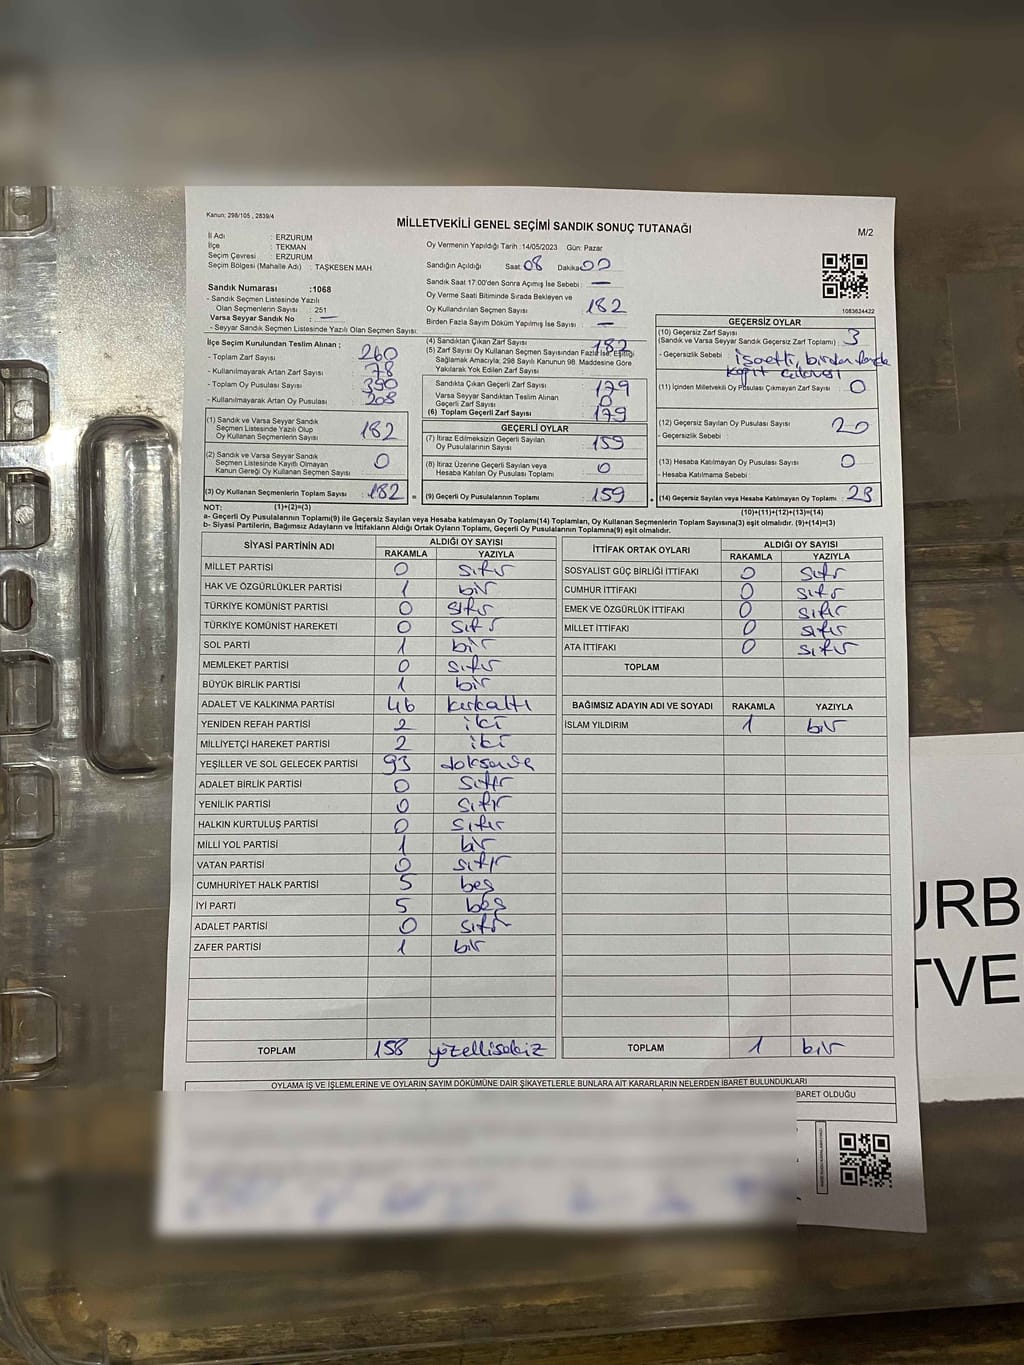 Kanun; 298/105 , 2839/4
MİLLETVEKİLİ GENEL SEÇİMİ SANDIK SONUÇ TUTANAĞI
M/2
İl Adı : ERZURUM
İlçe : TEKMAN
Seçim Çevresi : ERZURUM
Seçim Bölgesi (Mahalle Adı) : TAŞKESEN MAH
Oy Vermenin Yapıldığı Tarih :14/05/2023 Gün: Pazar
Sandığın Açıldığı Saat 08 Dakika 00
Sandık Saat 17:00'den Sonra Açımış İse Sebebi : —
Oy Verme Saati Bitiminde Sırada Bekleyen ve
Oy Kullandırılan Seçmen Sayısı 182
Birden Fazla Sayım Döküm Yapılmış İse Sayısı : —
1083624422
Sandık Numarası :1068
- Sandık Seçmen Listesinde Yazılı
Olan Seçmenlerin Sayısı : 251
Varsa Seyyar Sandık No : —
- Seyyar Sandık Seçmen Listesinde Yazılı Olan Seçmen Sayısı:
İlçe Seçim Kurulundan Teslim Alınan ;
- Toplam Zarf Sayısı : 260
- Kullanılmayarak Artan Zarf Sayısı : 78
- Toplam Oy Pusulası Sayısı : 390
- Kullanılmayarak Artan Oy Pusulası : 208
(1) Sandık ve Varsa Seyyar Sandık
Seçmen Listesinde Yazılı Olup
Oy Kullanan Seçmenlerin Sayısı : 182
(2) Sandık ve Varsa Seyyar Sandık
Seçmen Listesinde Kayıtlı Olmayan
Kanun Gereği Oy Kullanan Seçmen Sayısı : 0
(3) Oy Kullanan Seçmenlerin Toplam Sayısı : 182
(4) Sandıktan Çıkan Zarf Sayısı : 182
(5) Zarf Sayısı Oy Kullanan Seçmen Sayısından Fazla İse, Eşitliği
Sağlamak Amacıyla; 298 Sayılı Kanunun 98. Maddesine Göre
Yakılarak Yok Edilen Zarf Sayısı
Sandıkta Çıkan Geçerli Zarf Sayısı 179
Varsa Seyyar Sandıktan Teslim Alınan
Geçerli Zarf Sayısı 0
(6) Toplam Geçerli Zarf Sayısı 179
GEÇERLİ OYLAR
(7) İtiraz Edilmeksizin Geçerli Sayılan
Oy Pusulalarının Sayısı : 159
(8) İtiraz Üzerine Geçerli Sayılan veya
Hesaba Katılan Oy Pusulası Toplamı : 0
= (9) Geçerli Oy Pusulalarının Toplamı : 159
GEÇERSİZ OYLAR
(10) Geçersiz Zarf Sayısı
(Sandık ve Varsa Seyyar Sandık Geçersiz Zarf Toplamı) : 3
- Geçersizlik Sebebi : işaetli, birden fazla
kağıt
(11) İçinden Milletvekili Oy Pusulası Çıkmayan Zarf Sayısı : 0
(12) Geçersiz Sayılan Oy Pusulası Sayısı : 20
- Geçersizlik Sebebi :
(13) Hesaba Katılmayan Oy Pusulası Sayısı : 0
- Hesaba Katılmama Sebebi :
+ (14) Geçersiz Sayılan veya Hesaba Katılmayan Oy Toplamı : 23
NOT: (1)+(2)=(3) (10)+(11)+(12)+(13)=(14)
a- Geçerli Oy Pusulalarının Toplamı(9) ile Geçersiz Sayılan veya Hesaba katılmayan Oy Toplamı(14) Toplamları, Oy Kullanan Seçmenlerin Toplam Sayısına(3) eşit olmalıdır. (9)+(14)=(3)
b- Siyasi Partilerin, Bağımsız Adayların ve İttifakların Aldığı Ortak Oyların Toplamı, Geçerli Oy Pusulalarının Toplamına(9) eşit olmalıdır.
SİYASİ PARTİNİN ADI ALDIĞI OY SAYISI
RAKAMLA YAZIYLA
MİLLET PARTİSİ 0 sıfır
HAK VE ÖZGÜRLÜKLER PARTİSİ 1 bir
TÜRKİYE KOMÜNİST PARTİSİ 0 sıfır
TÜRKİYE KOMÜNİST HAREKETİ 0 sıfır
SOL PARTİ 1 bir
MEMLEKET PARTİSİ 0 sıfır
BÜYÜK BİRLİK PARTİSİ 1 bir
ADALET VE KALKINMA PARTİSİ 46 kırkaltı
YENİDEN REFAH PARTİSİ 2 iki
MİLLİYETÇİ HAREKET PARTİSİ 2 iki
YEŞİLLER VE SOL GELECEK PARTİSİ 93 doksanüç
ADALET BİRLİK PARTİSİ 0 sıfır
YENİLİK PARTİSİ 0 sıfır
HALKIN KURTULUŞ PARTİSİ 0 sıfır
MİLLİ YOL PARTİSİ 1 bir
VATAN PARTİSİ 0 sıfır
CUMHURİYET HALK PARTİSİ 5 beş
İYİ PARTİ 5 beş
ADALET PARTİSİ 0 sıfır
ZAFER PARTİSİ 1 bir
TOPLAM 158 yüzellisekiz
İTTİFAK ORTAK OYLARI ALDIĞI OY SAYISI
RAKAMLA YAZIYLA
SOSYALİST GÜÇ BİRLİĞİ İTTİFAKI 0 sıfır
CUMHUR İTTİFAKI 0 sıfır
EMEK VE ÖZGÜRLÜK İTTİFAKI 0 sıfır
MİLLET İTTİFAKI 0 sıfır
ATA İTTİFAKI 0 sıfır
TOPLAM
BAĞIMSIZ ADAYIN ADI VE SOYADI RAKAMLA YAZIYLA
İSLAM YILDIRIM 1 bir
TOPLAM 1 bir
OYLAMA İŞ VE İŞLEMLERİNE VE OYLARIN SAYIM DÖKÜMÜNE DAİR ŞİKAYETLERLE BUNLARA AİT KARARLARIN NELERDEN İBARET BULUNDUKLARI
BARET OLDUĞU
URB
TVE